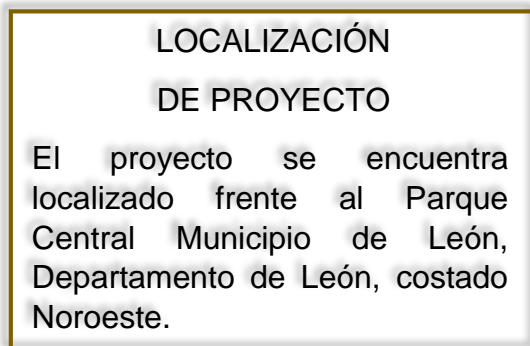 LOCALIZACIÓN
DE PROYECTO
El proyecto se encuentra
localizado frente al Parque
Central Municipio de León,
Departamento de León, costado
Noroeste.